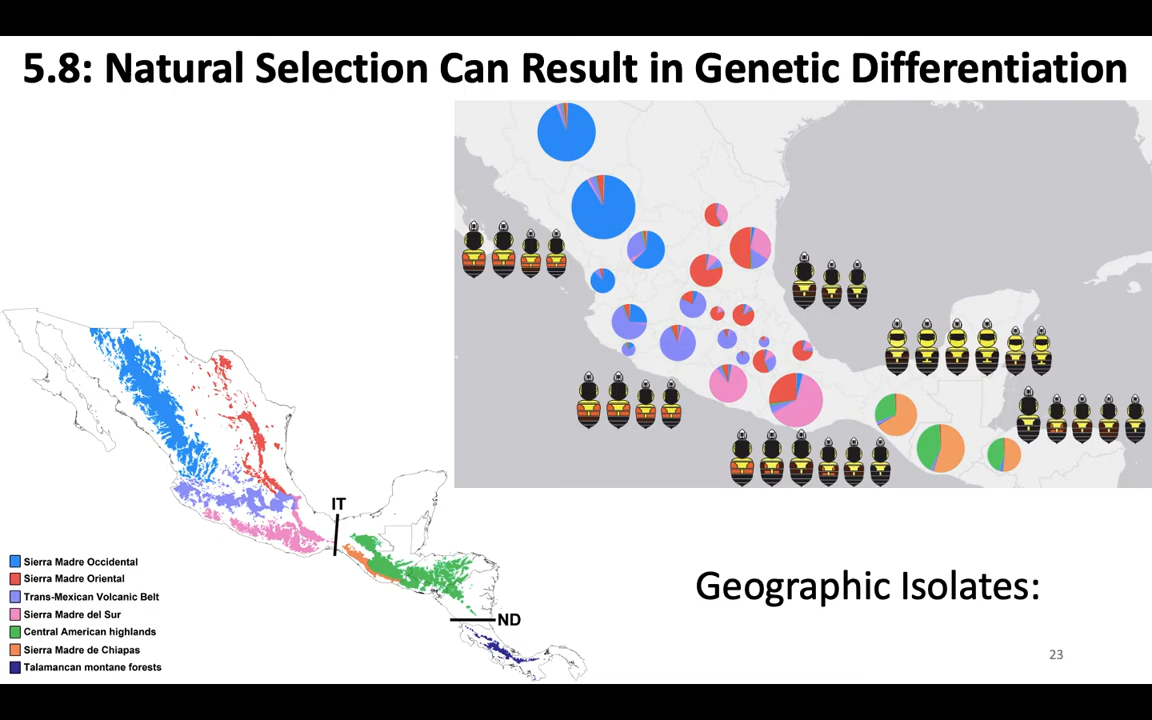 5.8: Natural Selection Can Result in Genetic Differentiation
IT
Sierra Madre Occidental
Sierra Madre Oriental
Trans-Mexican Volcanic Belt
Sierra Madre del Sur
Central American highlands
Sierra Madre de Chiapas
Talamancan montane forests
ND
Geographic Isolates:
23